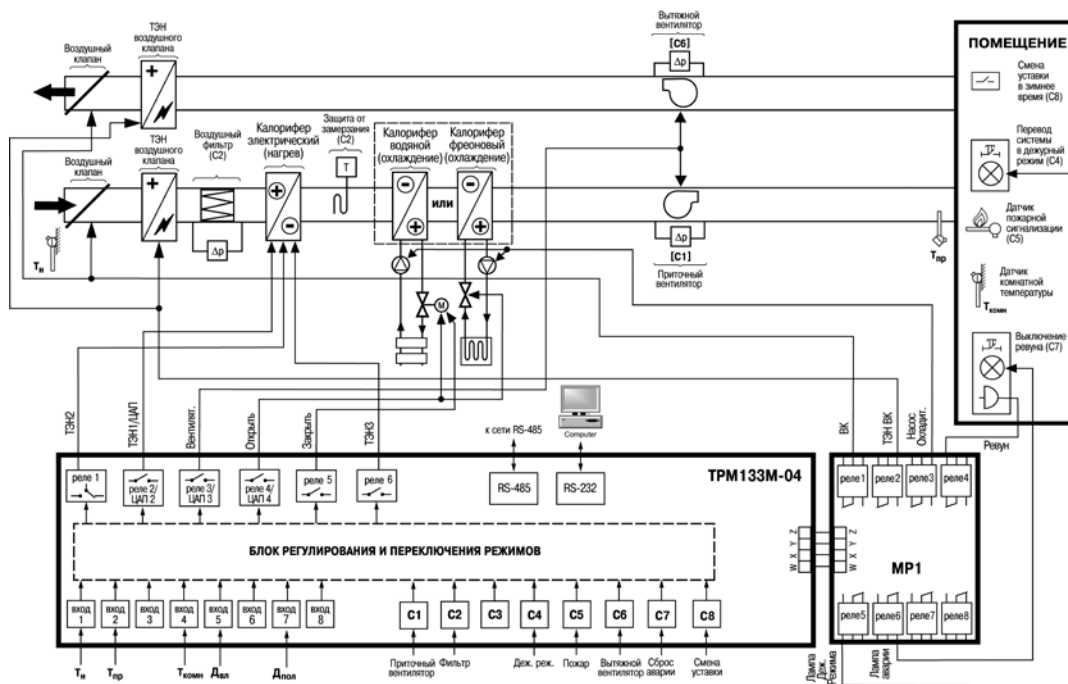 Воздушный
клапан
ТЭН
воздушного
клапана
Вытяжной
вентилятор
[C6]
Δp
ПОМЕЩЕНИЕ
Смена
уставки
в зимнее
время (C8)
Воздушный
клапан
ТЭН
воздушного
клапана
Воздушный
фильтр
(C2)
Калорифер
электрический
(нагрев)
Защита от
замерзания
(C2)
T
Калорифер
водяной
(охлаждение)
Калорифер
фреоновый
(охлаждение)
или
Перевод
системы
в дежурный
режим (C4)
Δp
Δp
[C1]
Приточный
вентилятор
Тн
Тпр
Датчик
пожарной
сигнализации
(C5)
Датчик
комнатной
температуры
Ткомн
M
Выключение
ревуна (C7)
ТЭН2
ТЭН1/ЦАП
Вентилят.
Открыть
Закрыть
ТЭН3
к сети RS-485
Computer
ВК
ТЭН ВК
Насос
Охладит.
Ревун
реле 1
реле 2/
ЦАП 2
реле 3/
ЦАП 3
реле 4/
ЦАП 4
реле 5
реле 6
RS-485
RS-232
ТРМ133М-04
реле1
реле2
реле3
реле4
БЛОК РЕГУЛИРОВАНИЯ И ПЕРЕКЛЮЧЕНИЯ РЕЖИМОВ
W X Y Z
W X Y Z
МР1
вход
1
вход
2
вход
3
вход
4
вход
5
вход
6
вход
7
вход
8
C1
C2
C3
C4
C5
C6
C7
C8
реле5
реле6
реле7
реле8
Тн
Тпр
Ткомн
Двл
Дпол
Приточный
вентилятор
Фильтр
Деж. реж.
Пожар
Вытяжной
вентилятор
Сброс
аварии
Смена
уставки
Лампа
Деж.
Режима
Лампа
аварии